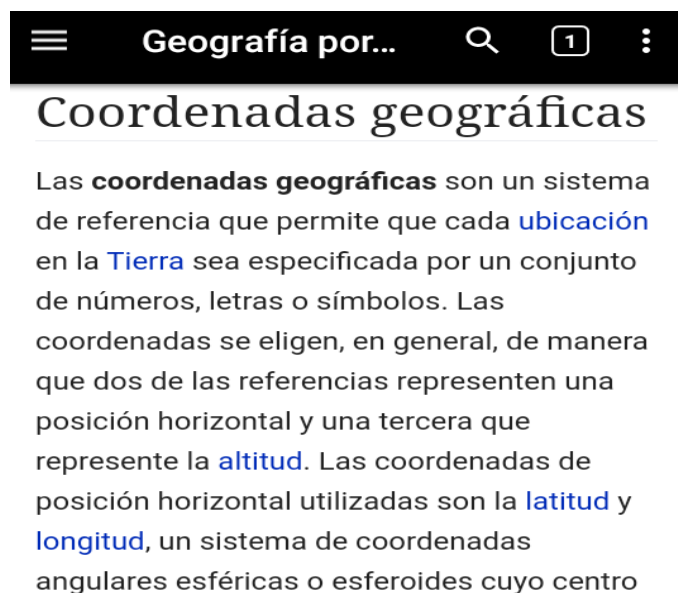 Geografía por...
1
Coordenadas geográficas
Las coordenadas geográficas son un sistema
de referencia que permite que cada ubicación
en la Tierra sea especificada por un conjunto
de números, letras o símbolos. Las
coordenadas se eligen, en general, de manera
que dos de las referencias representen una
posición horizontal y una tercera que
represente la altitud. Las coordenadas de
posición horizontal utilizadas son la latitud y
longitud, un sistema de coordenadas
angulares esféricas o esferoides cuyo centro